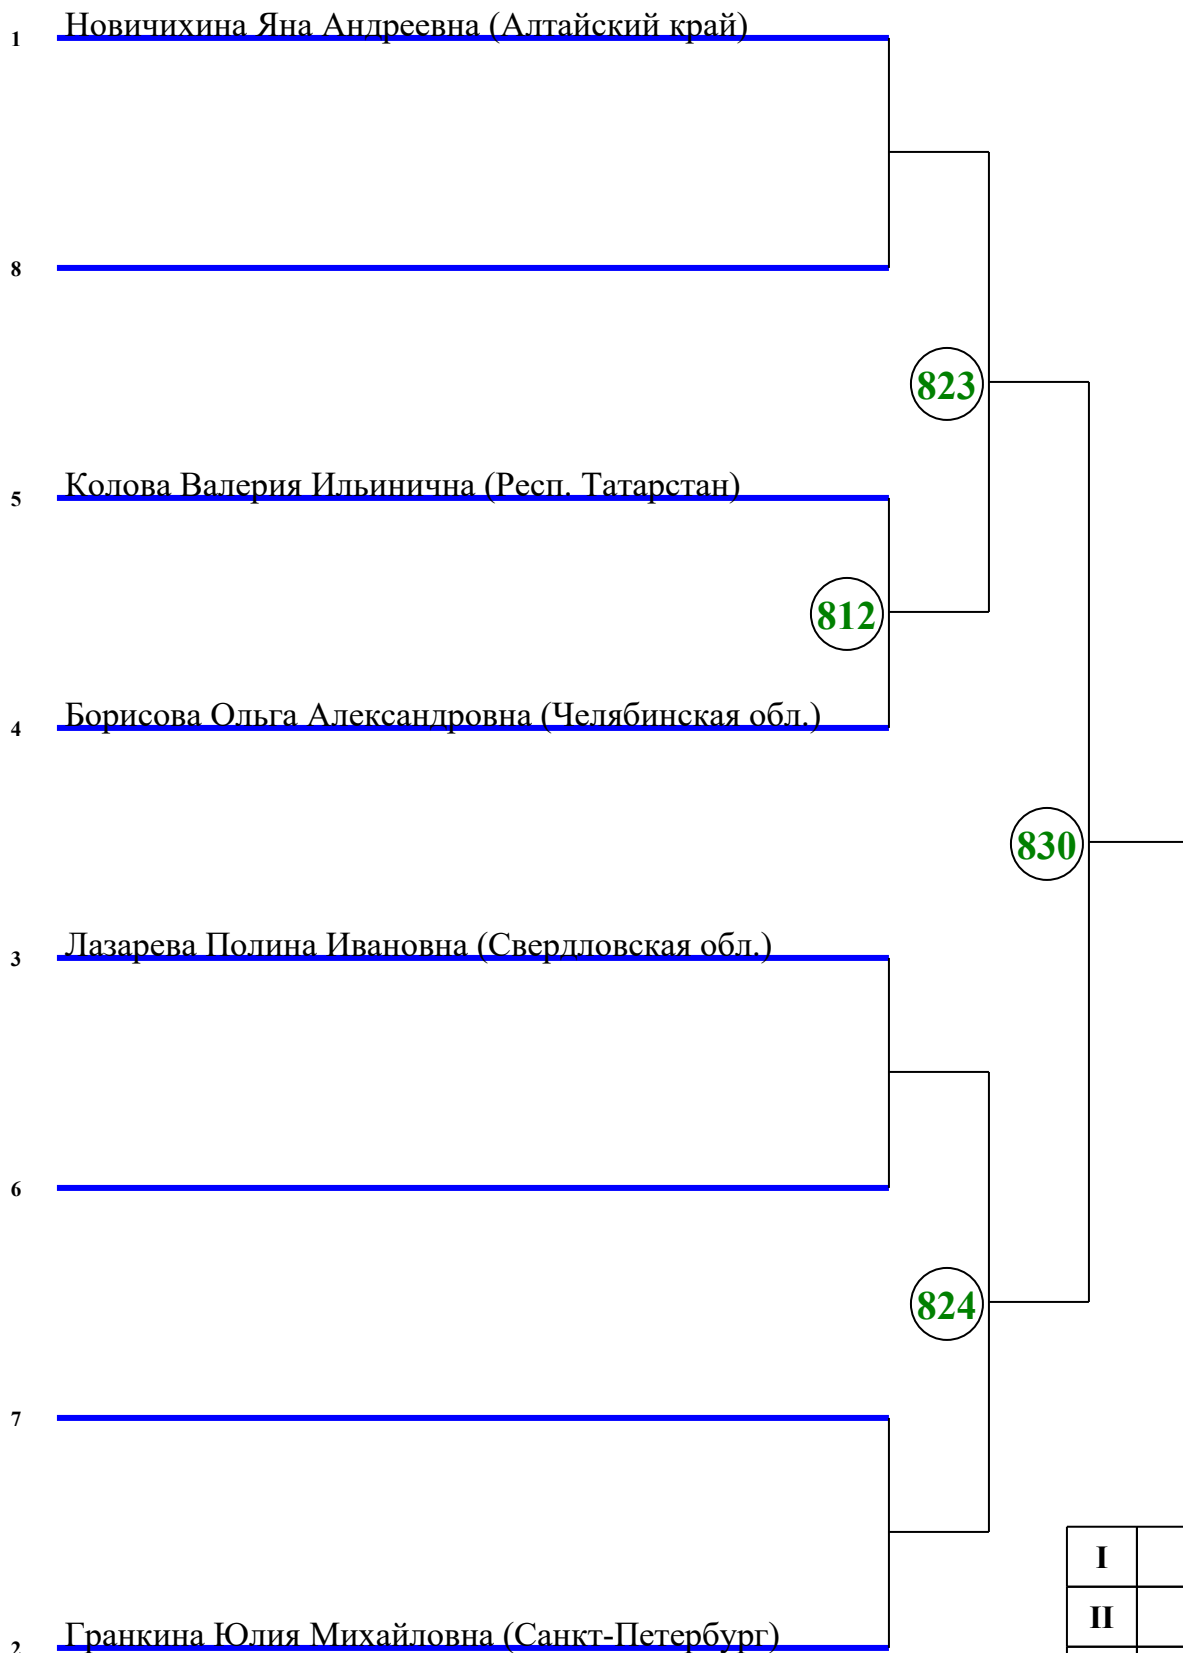 1 Новичихина Яна Андреевна (Алтайский край)
8
823
5 Колова Валерия Ильинична (Респ. Татарстан)
812
4 Борисова Ольга Александровна (Челябинская обл.)
830
3 Лазарева Полина Ивановна (Свердловская обл.)
6
824
7
I
II
2 Гранкина Юлия Михайловна (Санкт-Петербург)